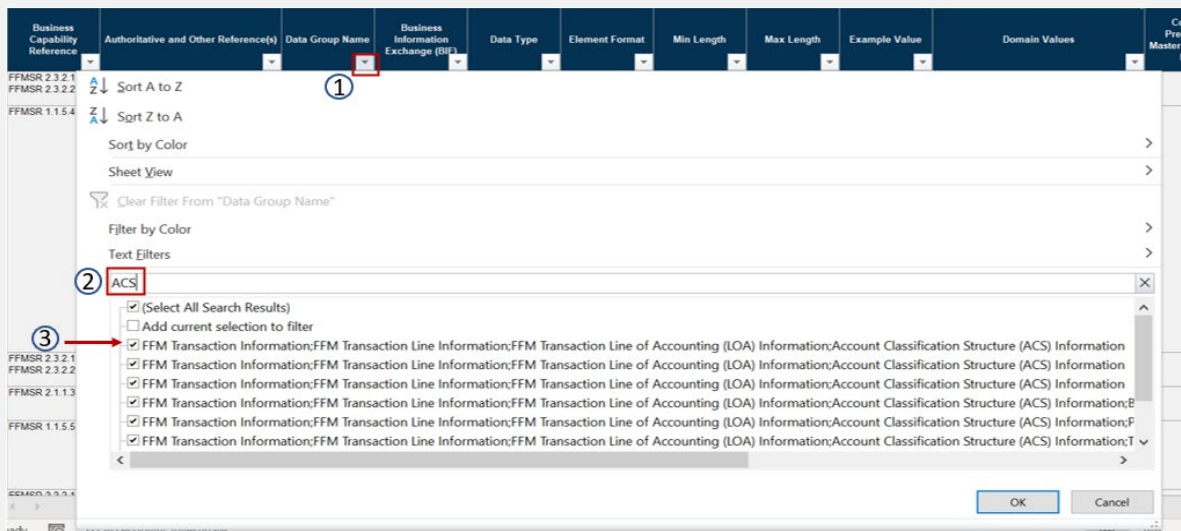 Business Capability Reference
Authoritative and Other Reference(s)
Data Group Name
Business Information Exchange (BIF)
Data Type
Element Format
Min Length
Max Length
Example Value
Domain Values
FFMSR 2.3.2.1
FFMSR 2.3.2.2
①
Sort A to Z
FFMSR 1.1.5.4
Sort Z to A
Sort by Color
Sheet View
Clear Filter From "Data Group Name"
Filter by Color
Text Filters
② ACS
(Select All Search Results)
Add current selection to filter
③
FFM Transaction Information;FFM Transaction Line Information;FFM Transaction Line of Accounting (LOA) Information;Account Classification Structure (ACS) Information
FFMSR 2.3.2.1
FFM Transaction Information;FFM Transaction Line Information;FFM Transaction Line of Accounting (LOA) Information;Account Classification Structure (ACS) Information
FFMSR 2.3.2.2
FFM Transaction Information;FFM Transaction Line Information;FFM Transaction Line of Accounting (LOA) Information;Account Classification Structure (ACS) Information
FFMSR 2.1.1.3
FFM Transaction Information;FFM Transaction Line Information;FFM Transaction Line of Accounting (LOA) Information;Account Classification Structure (ACS) Information;B
FFM Transaction Information;FFM Transaction Line Information;FFM Transaction Line of Accounting (LOA) Information;Account Classification Structure (ACS) Information;P
FFMSR 1.1.5.5
FFM Transaction Information;FFM Transaction Line Information;FFM Transaction Line of Accounting (LOA) Information;Account Classification Structure (ACS) Information;T
OK
Cancel